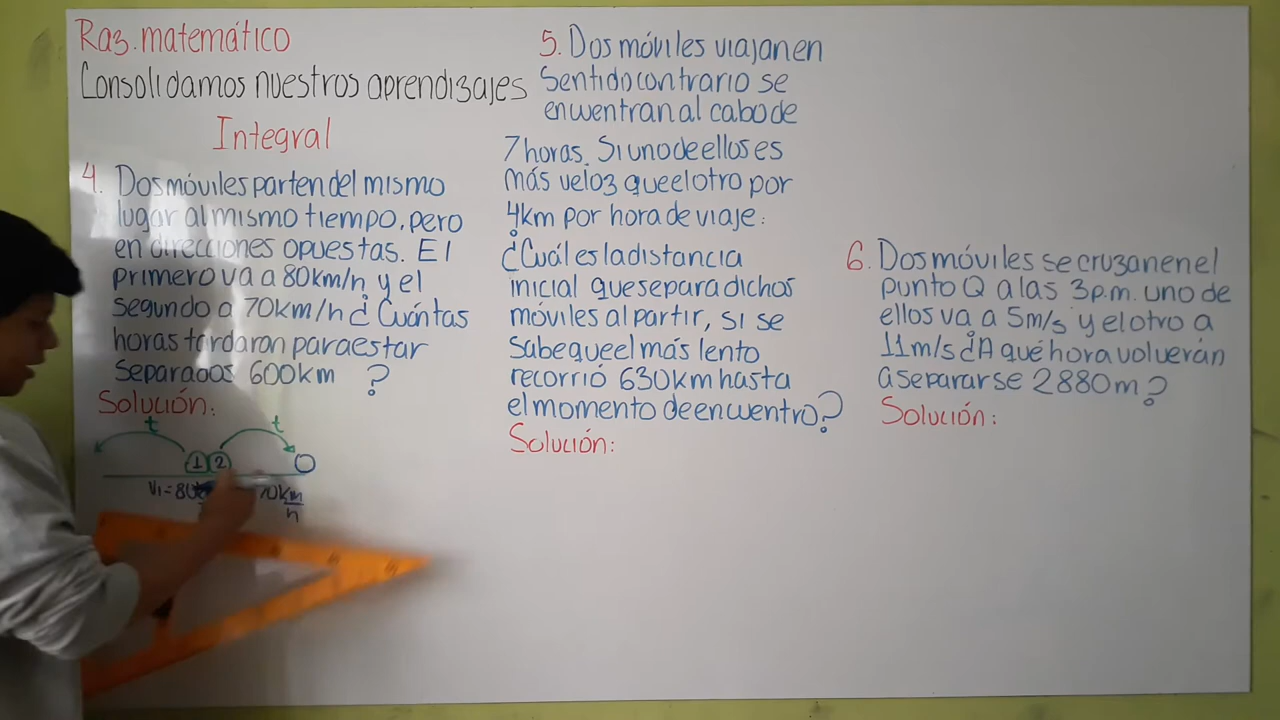 Raz. matemático
Consolidamos nuestros aprendizajes
Integral
4. Dos móviles parten del mismo
lugar al mismo tiempo, pero
en direcciones opuestas. El
primero va a 80km/h y el
segundo a 70km/h ¿Cuántas
horas tardaron para estar
separados 600km ?
Solución:
t t
1 2
V1=80 70km
h
5. Dos móviles viajan en
Sentido contrario se
encuentran al cabo de
7 horas. Si uno de ellos es
más veloz que el otro por
4km por hora de viaje:
¿Cuál es la distancia
inicial que separa dichos
móviles al partir, si se
sabe que el más lento
recorrió 630km hasta
el momento de encuentro?
Solución:
6. Dos móviles se cruzan en el
punto Q a las 3p.m. uno de
ellos va a 5m/s y el otro a
11m/s ¿A qué hora volverán
a separarse 2880m?
Solución: